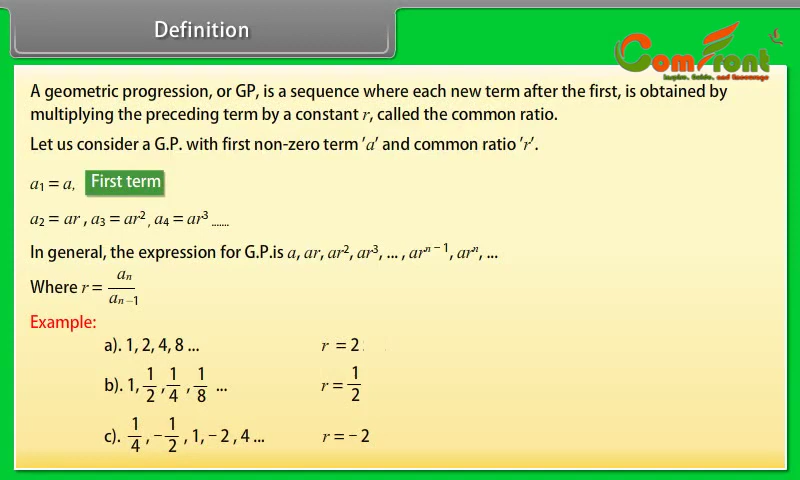 Definition
ComFront
Inspire, Guide, and Encourage
A geometric progression, or GP, is a sequence where each new term after the first, is obtained by
multiplying the preceding term by a constant r, called the common ratio.
Let us consider a G.P. with first non-zero term ′a′ and common ratio ′r′.
a₁ = a, First term
a₂ = ar , a₃ = ar² , a₄ = ar³ .......
In general, the expression for G.P.is a, ar, ar², ar³, ... , arⁿ⁻¹, arⁿ, ...
Where r = aₙ/aₙ₋₁
Example:
a). 1, 2, 4, 8 ... r = 2
b). 1, 1/2 , 1/4 , 1/8 ... r = 1/2
c). 1/4 , −1/2 , 1, − 2 , 4 ... r = − 2